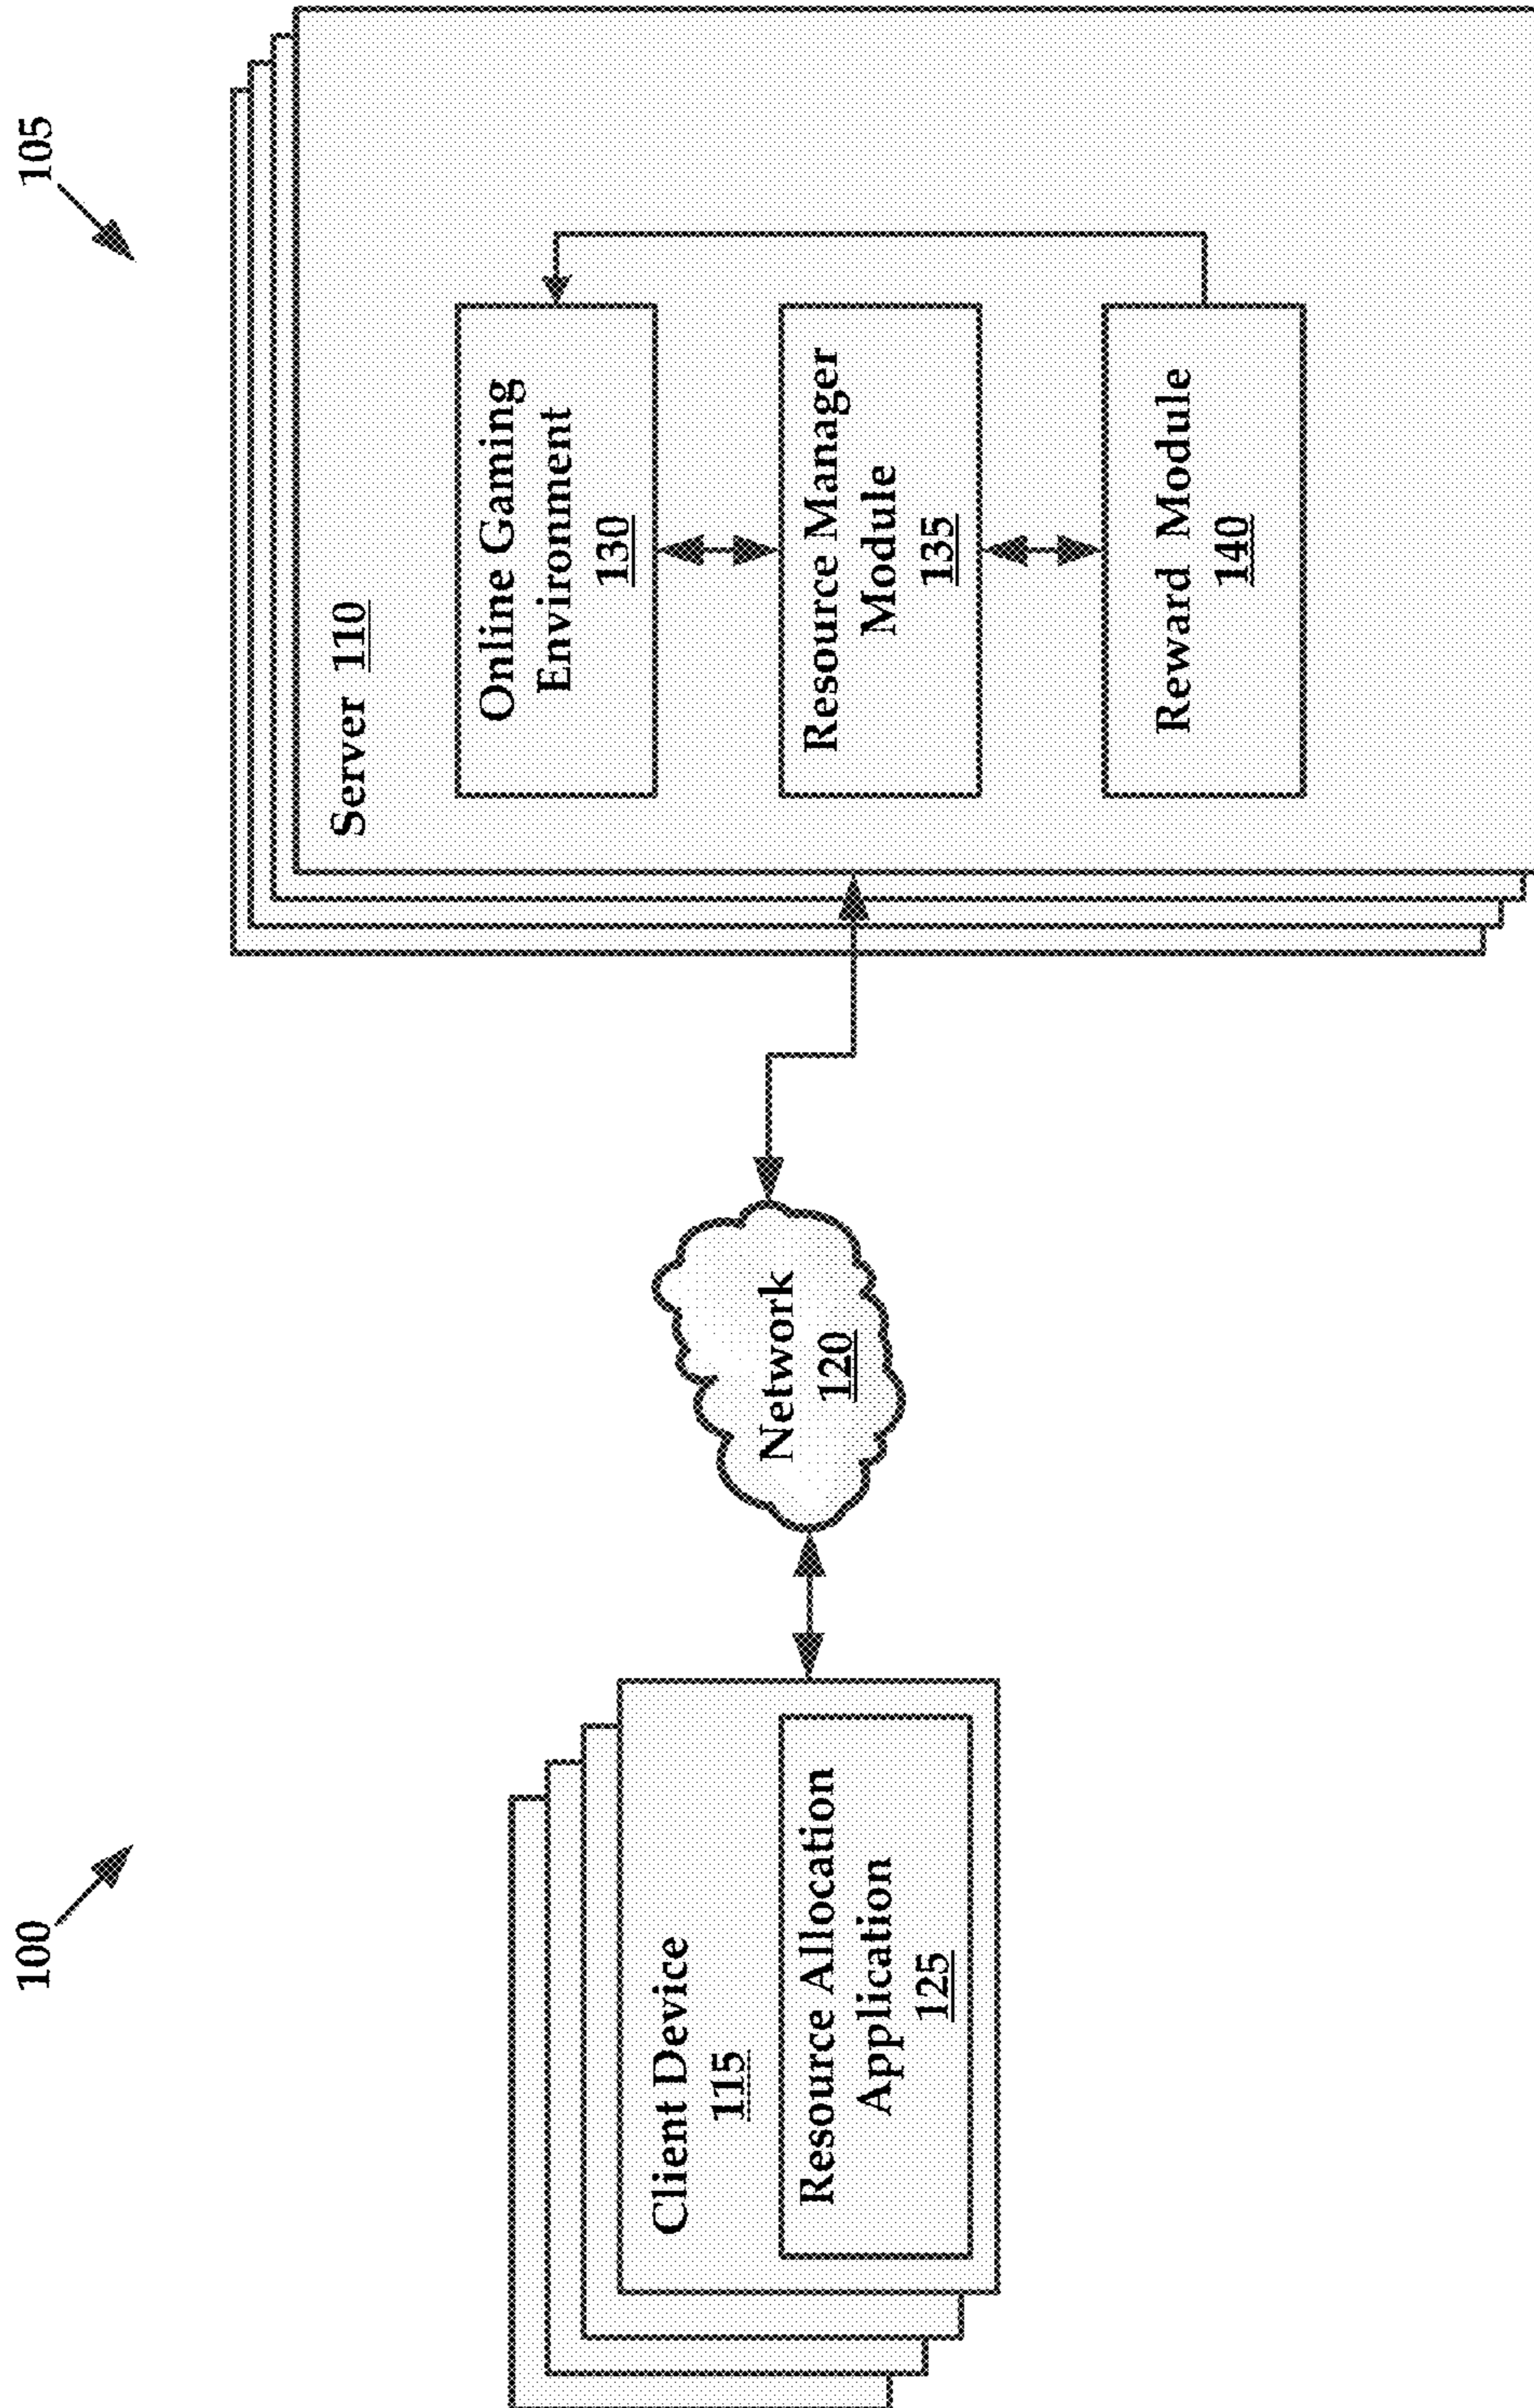 100
105
Client Device
115
Resource Allocation
Application
125
Network
120
Server 110
Online Gaming
Environment
130
Resource Manager
Module
135
Reward Module
140